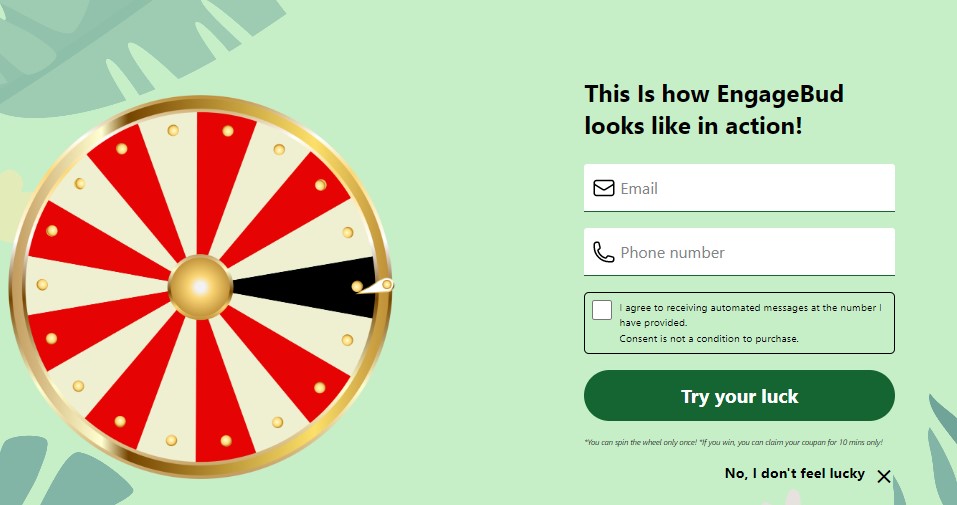 This Is how EngageBud
looks like in action!
Email
Phone number
I agree to receiving automated messages at the number I
have provided.
Consent is not a condition to purchase.
Try your luck
*You can spin the wheel only once! *If you win, you can claim your coupon for 10 mins only!
No, I don't feel lucky